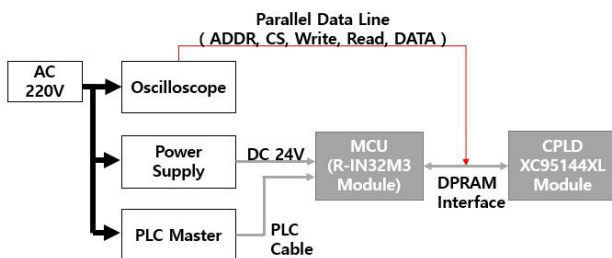 Parallel Data Line
( ADDR, CS, Write, Read, DATA )
AC
220V
Oscilloscope
Power
Supply
DC 24V
MCU
(R-IN32M3
Module)
CPLD
XC95144XL
Module
DPRAM
Interface
PLC Master
PLC
Cable